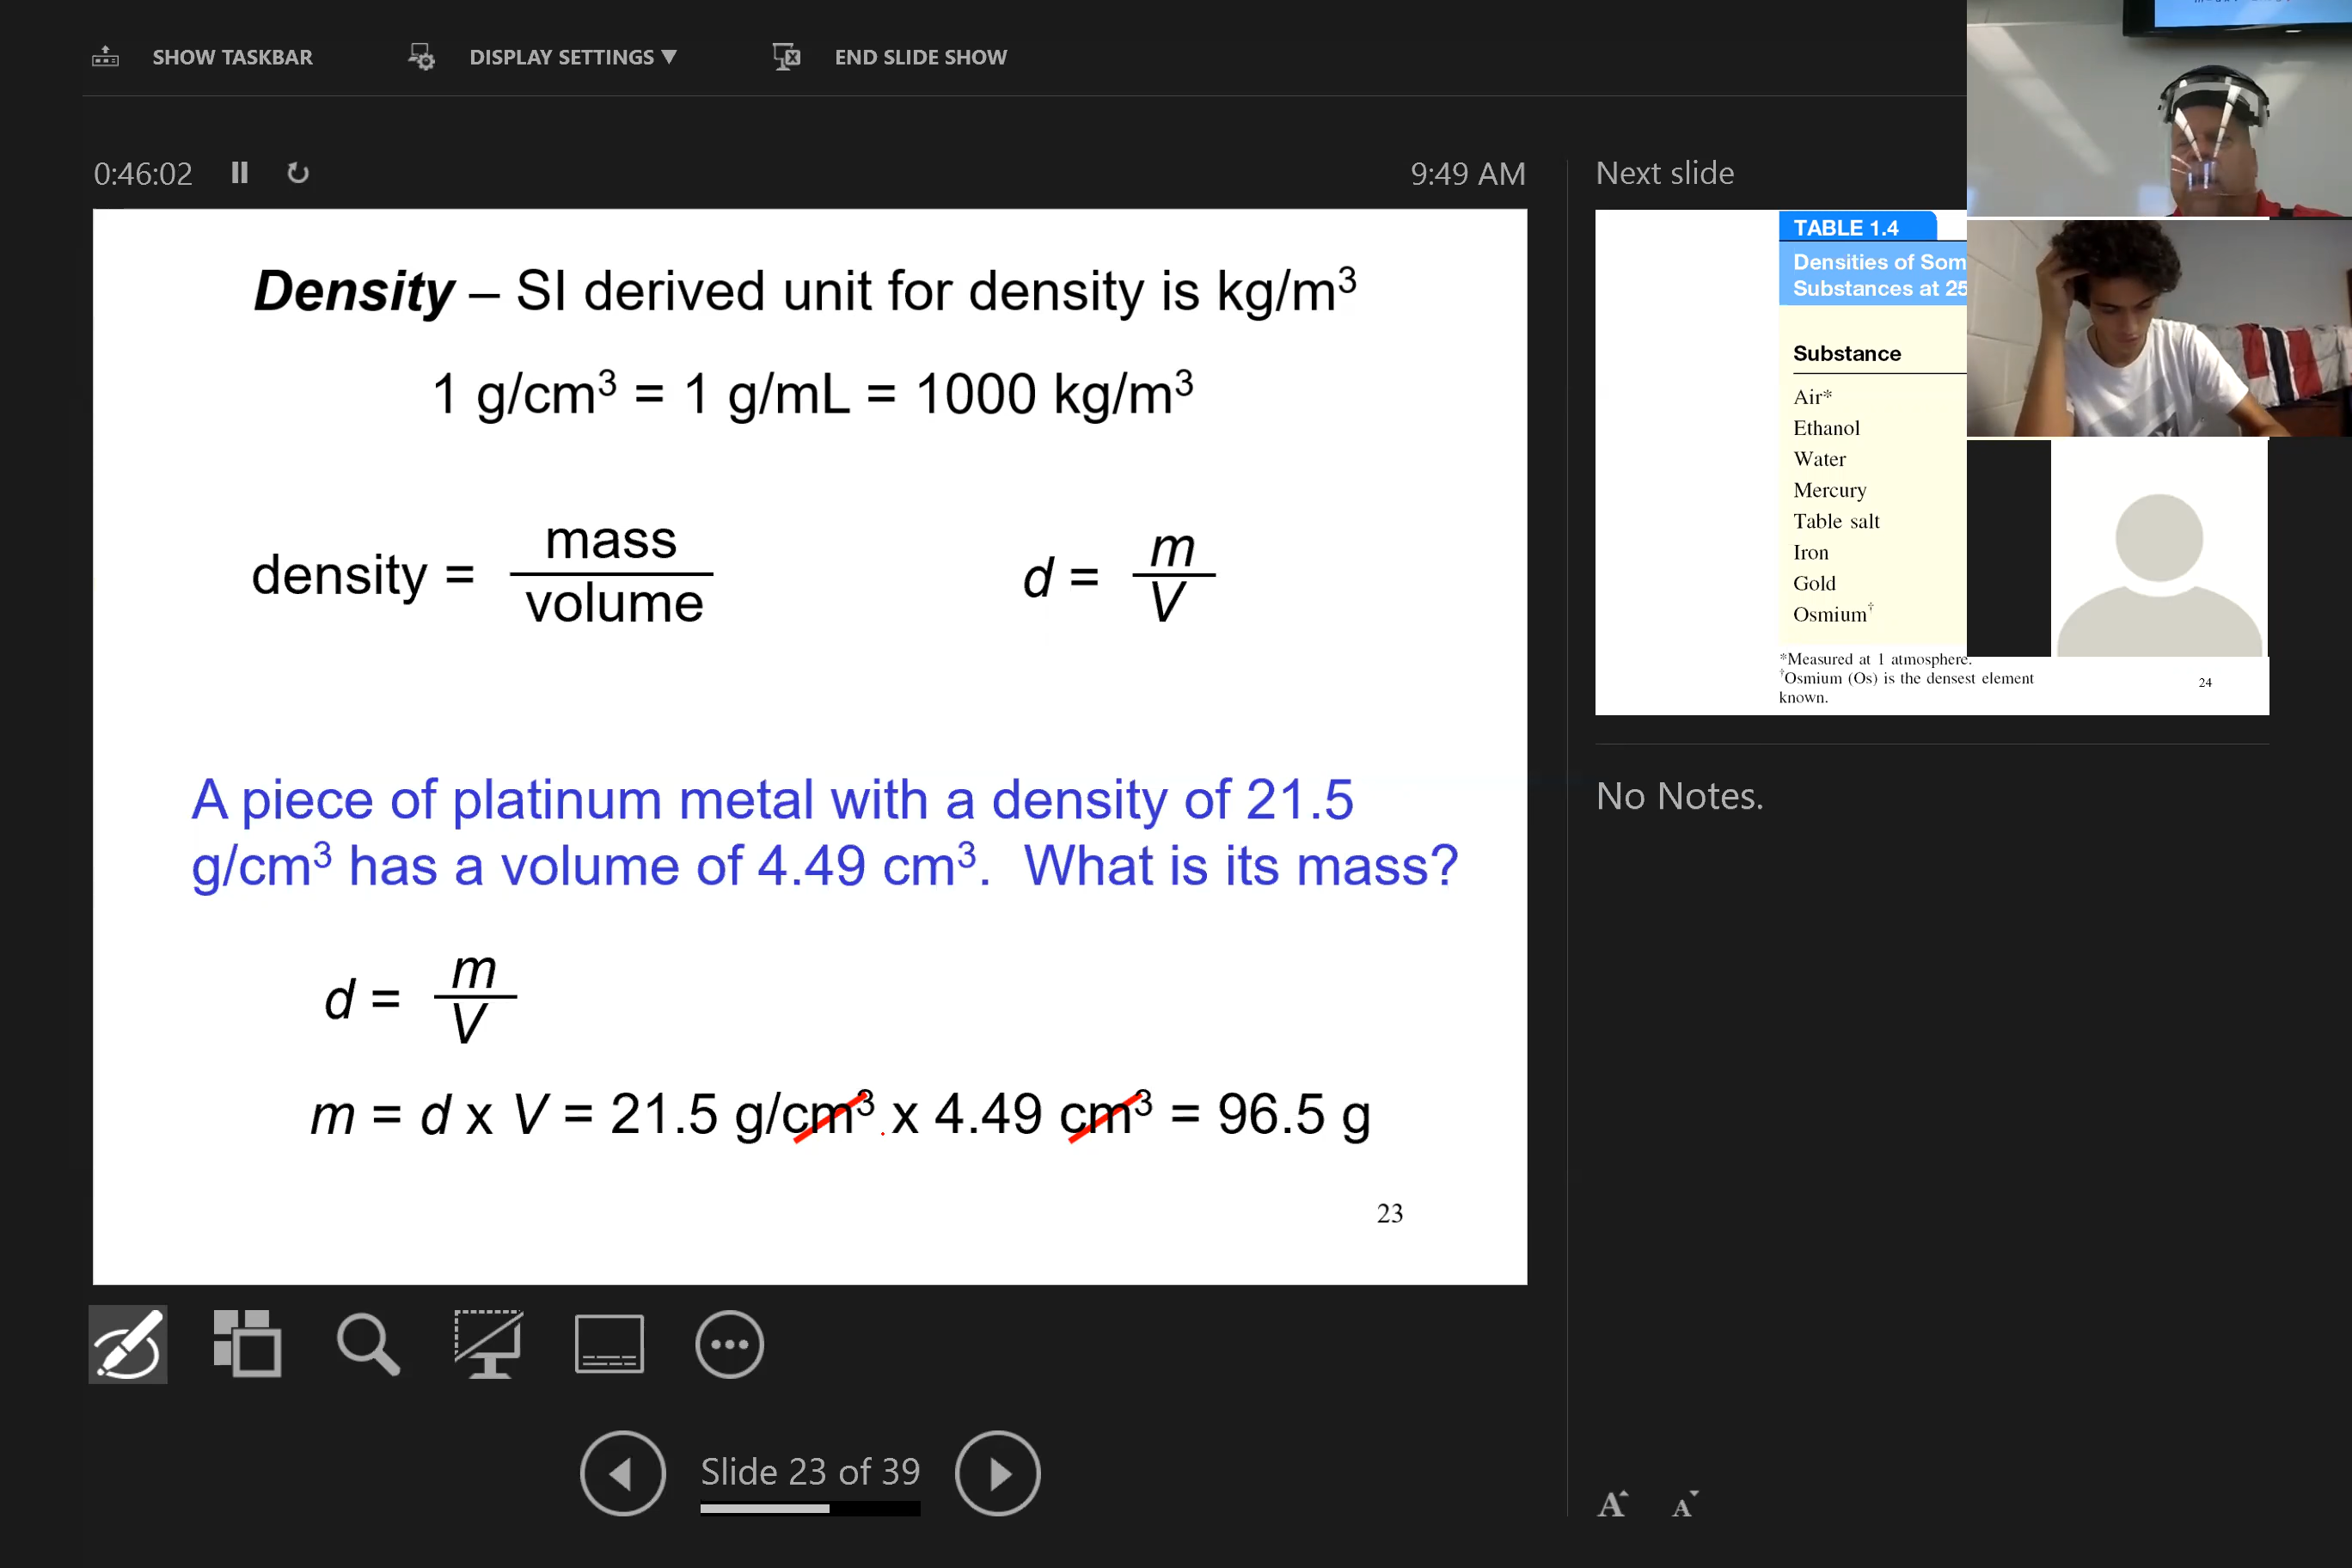 SHOW TASKBAR
DISPLAY SETTINGS ▼
END SLIDE SHOW
0:46:02
9:49 AM
Next slide
Density – SI derived unit for density is kg/m³
1 g/cm³ = 1 g/mL = 1000 kg/m³
density = mass/volume
d = m/V
A piece of platinum metal with a density of 21.5
g/cm³ has a volume of 4.49 cm³. What is its mass?
d = m/V
m = d x V = 21.5 g/cm³ x 4.49 cm³ = 96.5 g
23
TABLE 1.4
Densities of Som
Substances at 25
Substance
Air*
Ethanol
Water
Mercury
Table salt
Iron
Gold
Osmium†
*Measured at 1 atmosphere.
†Osmium (Os) is the densest element
known.
24
No Notes.
Slide 23 of 39
A A